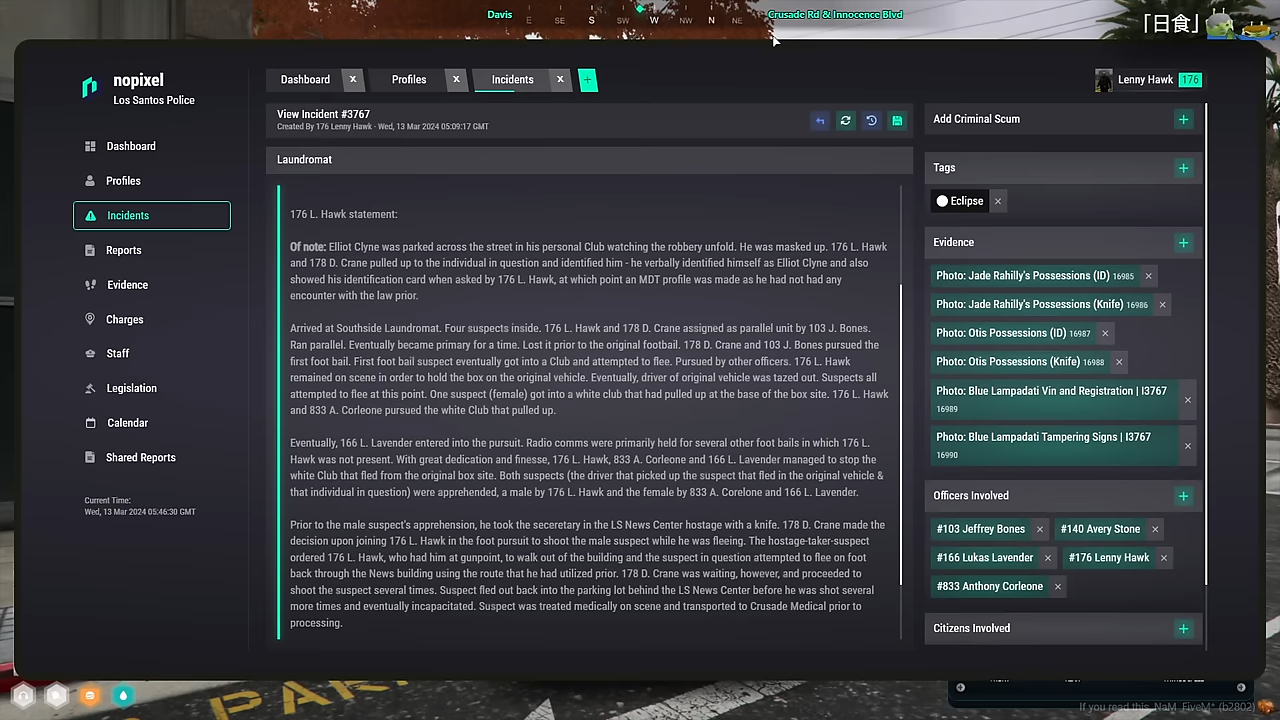 Davis
E SE S SW W NW N NE
Crusade Rd & Innocence Blvd
「日食」
nopixel
Los Santos Police
Dashboard
Profiles
Incidents
Reports
Evidence
Charges
Staff
Legislation
Calendar
Shared Reports
Current Time:
Wed, 13 Mar 2024 05:46:30 GMT
Dashboard x Profiles x Incidents x +
Lenny Hawk 176
View Incident #3767
Created By 176 Lenny Hawk - Wed, 13 Mar 2024 05:09:17 GMT
Laundromat
176 L. Hawk statement:
Of note: Elliot Clyne was parked across the street in his personal Club watching the robbery unfold. He was masked up. 176 L. Hawk
and 178 D. Crane pulled up to the individual in question and identified him - he verbally identified himself as Elliot Clyne and also
showed his identification card when asked by 176 L. Hawk, at which point an MDT profile was made as he had not had any
encounter with the law prior.
Arrived at Southside Laundromat. Four suspects inside. 176 L. Hawk and 178 D. Crane assigned as parallel unit by 103 J. Bones.
Ran parallel. Eventually became primary for a time. Lost it prior to the original footbail. 178 D. Crane and 103 J. Bones pursued the
first foot bail. First foot bail suspect eventually got into a Club and attempted to flee. Pursued by other officers. 176 L. Hawk
remained on scene in order to hold the box on the original vehicle. Eventually, driver of original vehicle was tazed out. Suspects all
attempted to flee at this point. One suspect (female) got into a white club that had pulled up at the base of the box site. 176 L. Hawk
and 833 A. Corleone pursued the white Club that pulled up.
Eventually, 166 L. Lavender entered into the pursuit. Radio comms were primarily held for several other foot bails in which 176 L.
Hawk was not present. With great dedication and finesse, 176 L. Hawk, 833 A. Corleone and 166 L. Lavender managed to stop the
white Club that fled from the original box site. Both suspects (the driver that picked up the suspect that fled in the original vehicle &
that individual in question) were apprehended, a male by 176 L. Hawk and the female by 833 A. Corelone and 166 L. Lavender.
Prior to the male suspect's apprehension, he took the seceretary in the LS News Center hostage with a knife. 178 D. Crane made the
decision upon joining 176 L. Hawk in the foot pursuit to shoot the male suspect while he was fleeing. The hostage-taker-suspect
ordered 176 L. Hawk, who had him at gunpoint, to walk out of the building and the suspect in question attempted to flee on foot
back through the News building using the route that he had utilized prior. 178 D. Crane was waiting, however, and proceeded to
shoot the suspect several times. Suspect fled out back into the parking lot behind the LS News Center before he was shot several
more times and eventually incapacitated. Suspect was treated medically on scene and transported to Crusade Medical prior to
processing.
Add Criminal Scum +
Tags +
Eclipse x
Evidence +
Photo: Jade Rahilly's Possessions (ID) 16985 x
Photo: Jade Rahilly's Possessions (Knife) 16986 x
Photo: Otis Possessions (ID) 16987 x
Photo: Otis Possessions (Knife) 16988 x
Photo: Blue Lampadati Vin and Registration | I3767
16989 x
Photo: Blue Lampadati Tampering Signs | I3767
16990 x
Officers Involved +
#103 Jeffrey Bones x #140 Avery Stone x
#166 Lukas Lavender x #176 Lenny Hawk x
#833 Anthony Corleone x
Citizens Involved +
If you read this_NaM_FiveM* (b2802)